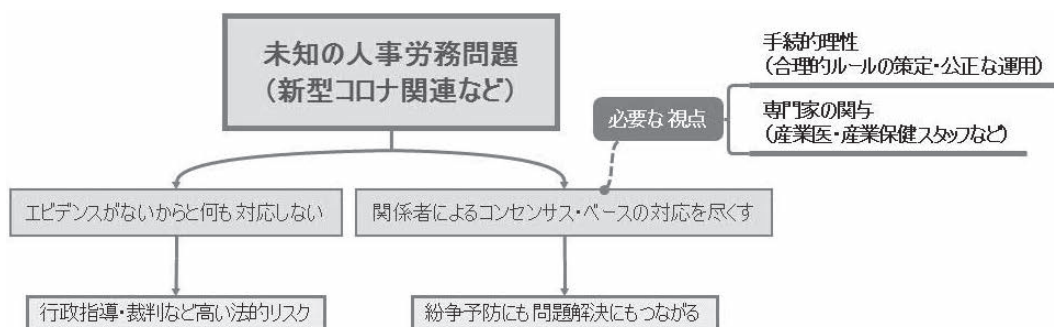 未知の人事労務問題
(新型コロナ関連など)
手続的理性
(合理的ルールの策定・公正な運用)
必要な視点
専門家の関与
(産業医・産業保健スタッフなど)
エビデンスがないからと何も対応しない
関係者によるコンセンサス・ベースの対応を尽くす
行政指導・裁判など高い法的リスク
紛争予防にも問題解決にもつながる